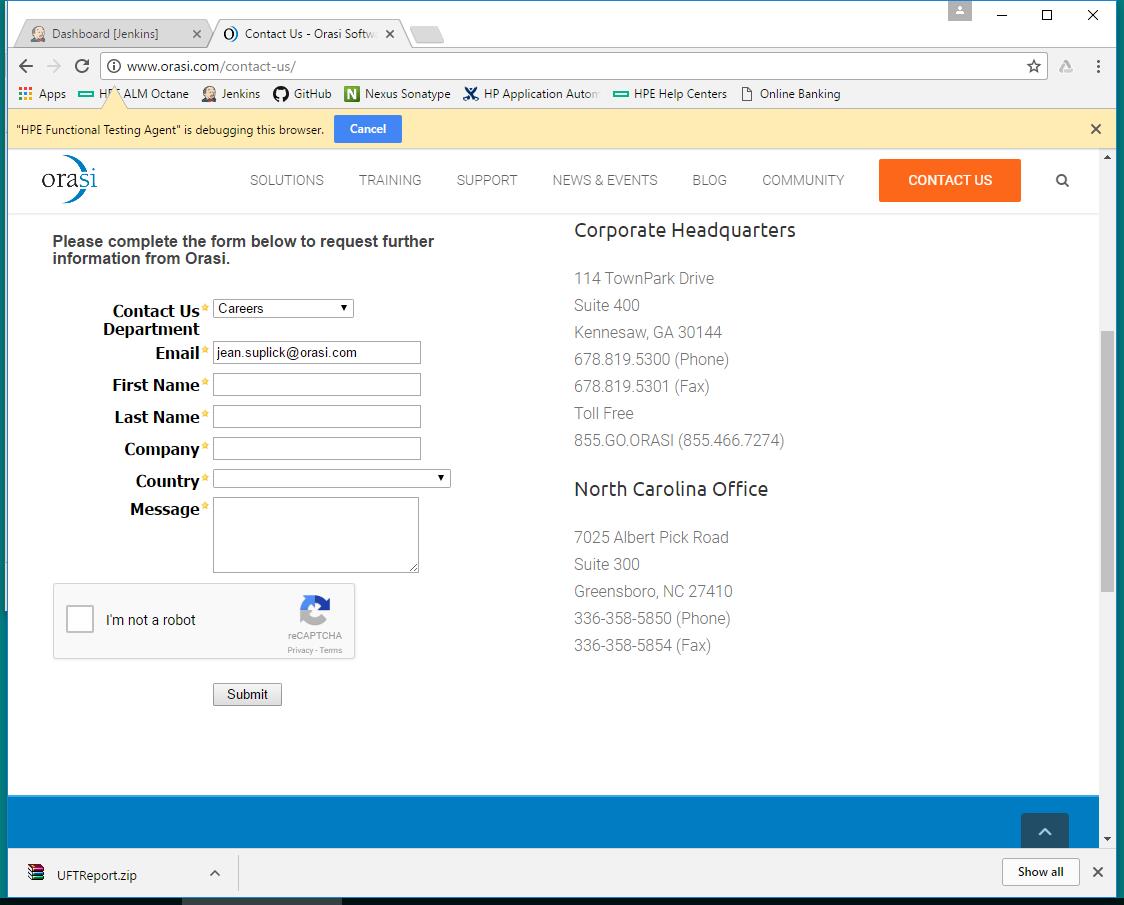 Dashboard [Jenkins]
Contact Us - Orasi Softw
www.orasi.com/contact-us/
Apps
HPE ALM Octane
Jenkins
GitHub
Nexus Sonatype
HP Application Autom
HPE Help Centers
Online Banking
"HPE Functional Testing Agent" is debugging this browser.
Cancel
orasi
SOLUTIONS
TRAINING
SUPPORT
NEWS & EVENTS
BLOG
COMMUNITY
CONTACT US
Please complete the form below to request further
information from Orasi.
Contact Us
Department
Careers
Email
jean.suplick@orasi.com
First Name
Last Name
Company
Country
Message
I'm not a robot
reCAPTCHA
Privacy - Terms
Submit
Corporate Headquarters
114 TownPark Drive
Suite 400
Kennesaw, GA 30144
678.819.5300 (Phone)
678.819.5301 (Fax)
Toll Free
855.GO.ORASI (855.466.7274)
North Carolina Office
7025 Albert Pick Road
Suite 300
Greensboro, NC 27410
336-358-5850 (Phone)
336-358-5854 (Fax)
UFTReport.zip
Show all